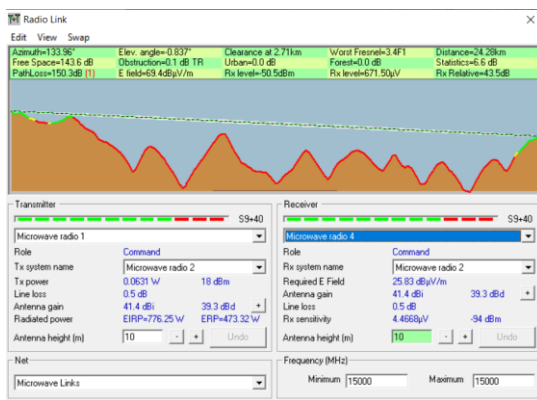 Radio Link
Edit View Swap
Azimuth=133.96° Elev. angle=-0.837° Clearance at 2.71km Worst Fresnel=3.4F1 Distance=24.28km
Free Space=143.6 dB Obstruction=0.1 dB TR Urban=0.0 dB Forest=0.0 dB Statistics=6.6 dB
PathLoss=150.3dB (1) E field=69.4dBµV/m Rx level=-50.5dBm Rx level=671.50µV Rx Relative=43.5dB
Transmitter
S9+40
Microwave radio 1
Role Command
Tx system name Microwave radio 2
Tx power 0.0631 W 18 dBm
Line loss 0.5 dB
Antenna gain 41.4 dBi 39.3 dBd +
Radiated power EIRP=776.25 W ERP=473.32 W
Antenna height (m) 10 - + Undo
Net
Microwave Links
Receiver
S9+40
Microwave radio 4
Role Command
Rx system name Microwave radio 2
Required E Field 25.83 dBµV/m
Antenna gain 41.4 dBi 39.3 dBd +
Line loss 0.5 dB
Rx sensitivity 4.4668µV -94 dBm
Antenna height (m) 10 - + Undo
Frequency (MHz)
Minimum 15000 Maximum 15000